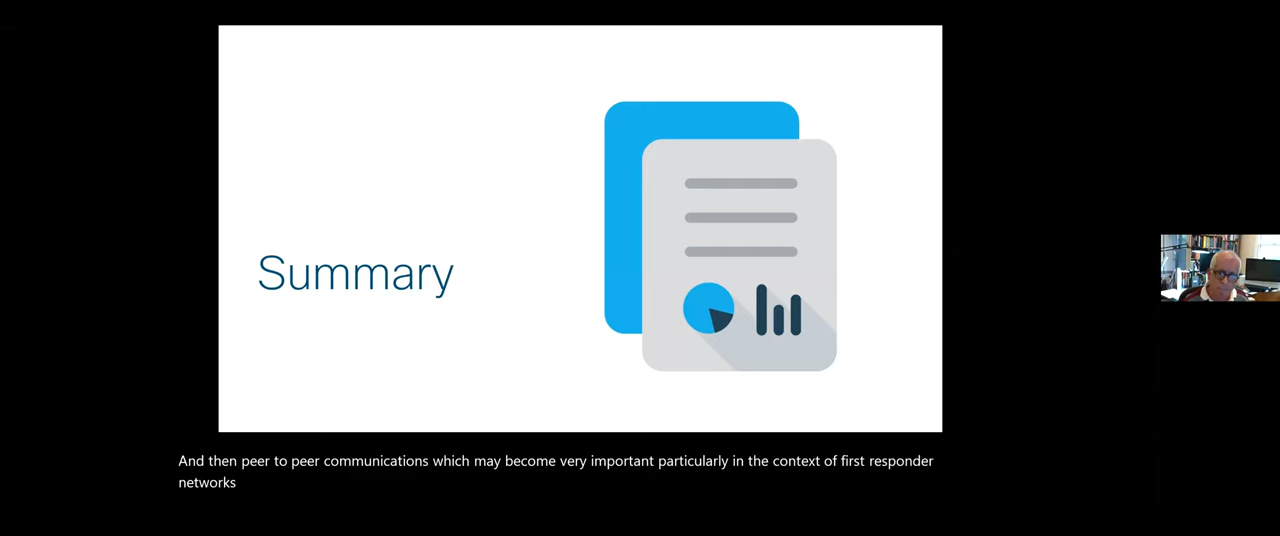 Summary
And then peer to peer communications which may become very important particularly in the context of first responder
networks